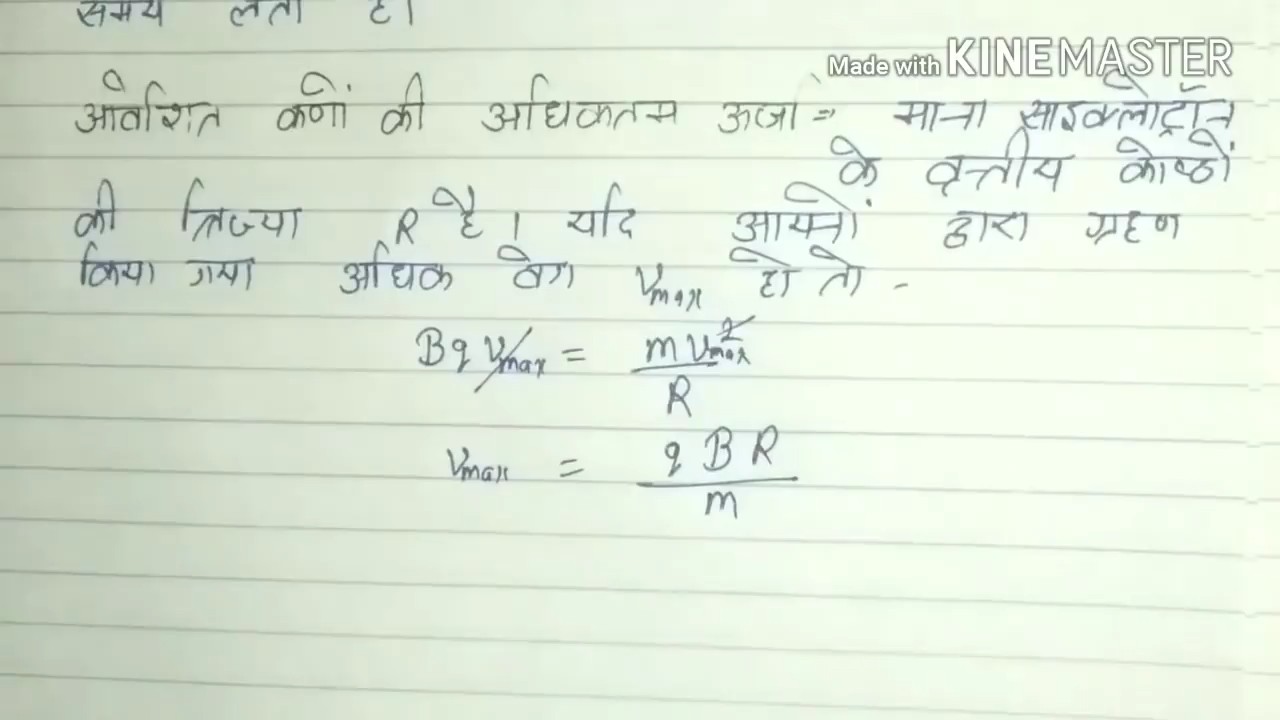 समय लेता है।
Made with KINEMASTER
आवेशित कणों की अधिकतम ऊर्जा := माना साइक्लोट्रॉन
के वृत्तीय कोष्ठों
की त्रिज्या R है । यदि आयनों द्वारा ग्रहण
किया गया अधिक वेग Vmax हो तो -
Bq Vmax = m Vmax² / R
Vmax = q B R / m